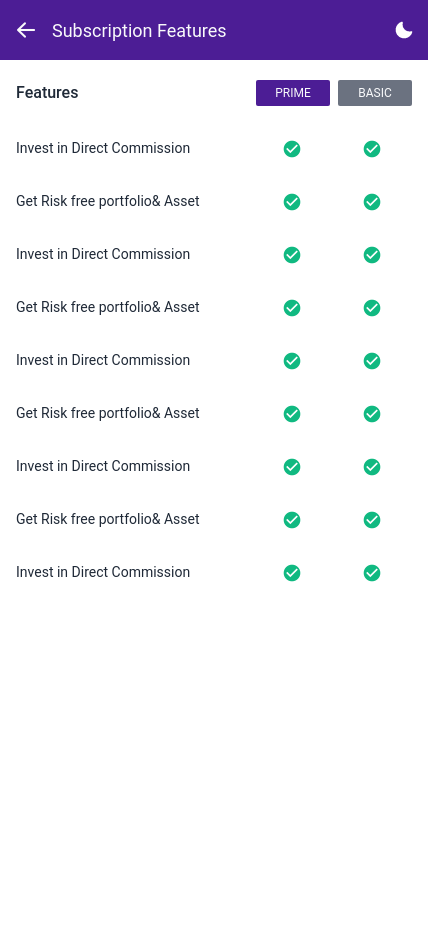 Subscription Features
Features PRIME BASIC
Invest in Direct Commission
Get Risk free portfolio& Asset
Invest in Direct Commission
Get Risk free portfolio& Asset
Invest in Direct Commission
Get Risk free portfolio& Asset
Invest in Direct Commission
Get Risk free portfolio& Asset
Invest in Direct Commission